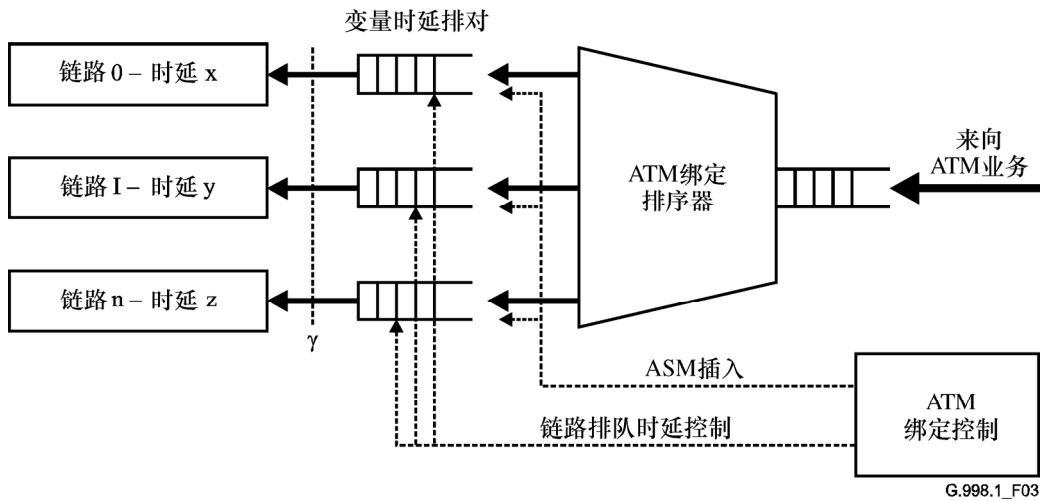 变量时延排对
链路 0 – 时延 x
链路 I – 时延 y
链路 n – 时延 z
γ
ATM绑定
排序器
来向
ATM业务
ASM插入
链路排队时延控制
ATM
绑定控制
G.998.1_F03